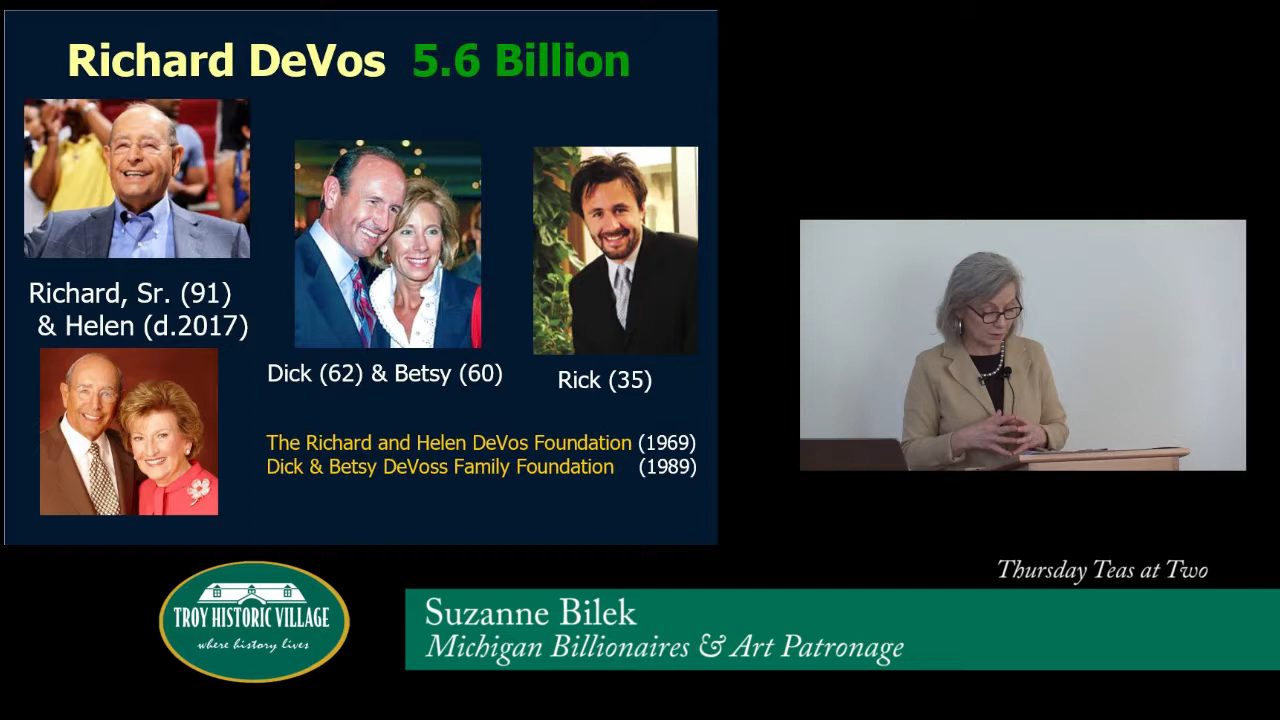 Richard DeVos 5.6 Billion
Richard, Sr. (91)
& Helen (d.2017)
Dick (62) & Betsy (60)
Rick (35)
The Richard and Helen DeVos Foundation (1969)
Dick & Betsy DeVoss Family Foundation (1989)
Thursday Teas at Two
TROY HISTORIC VILLAGE
where history lives
Suzanne Bilek
Michigan Billionaires & Art Patronage